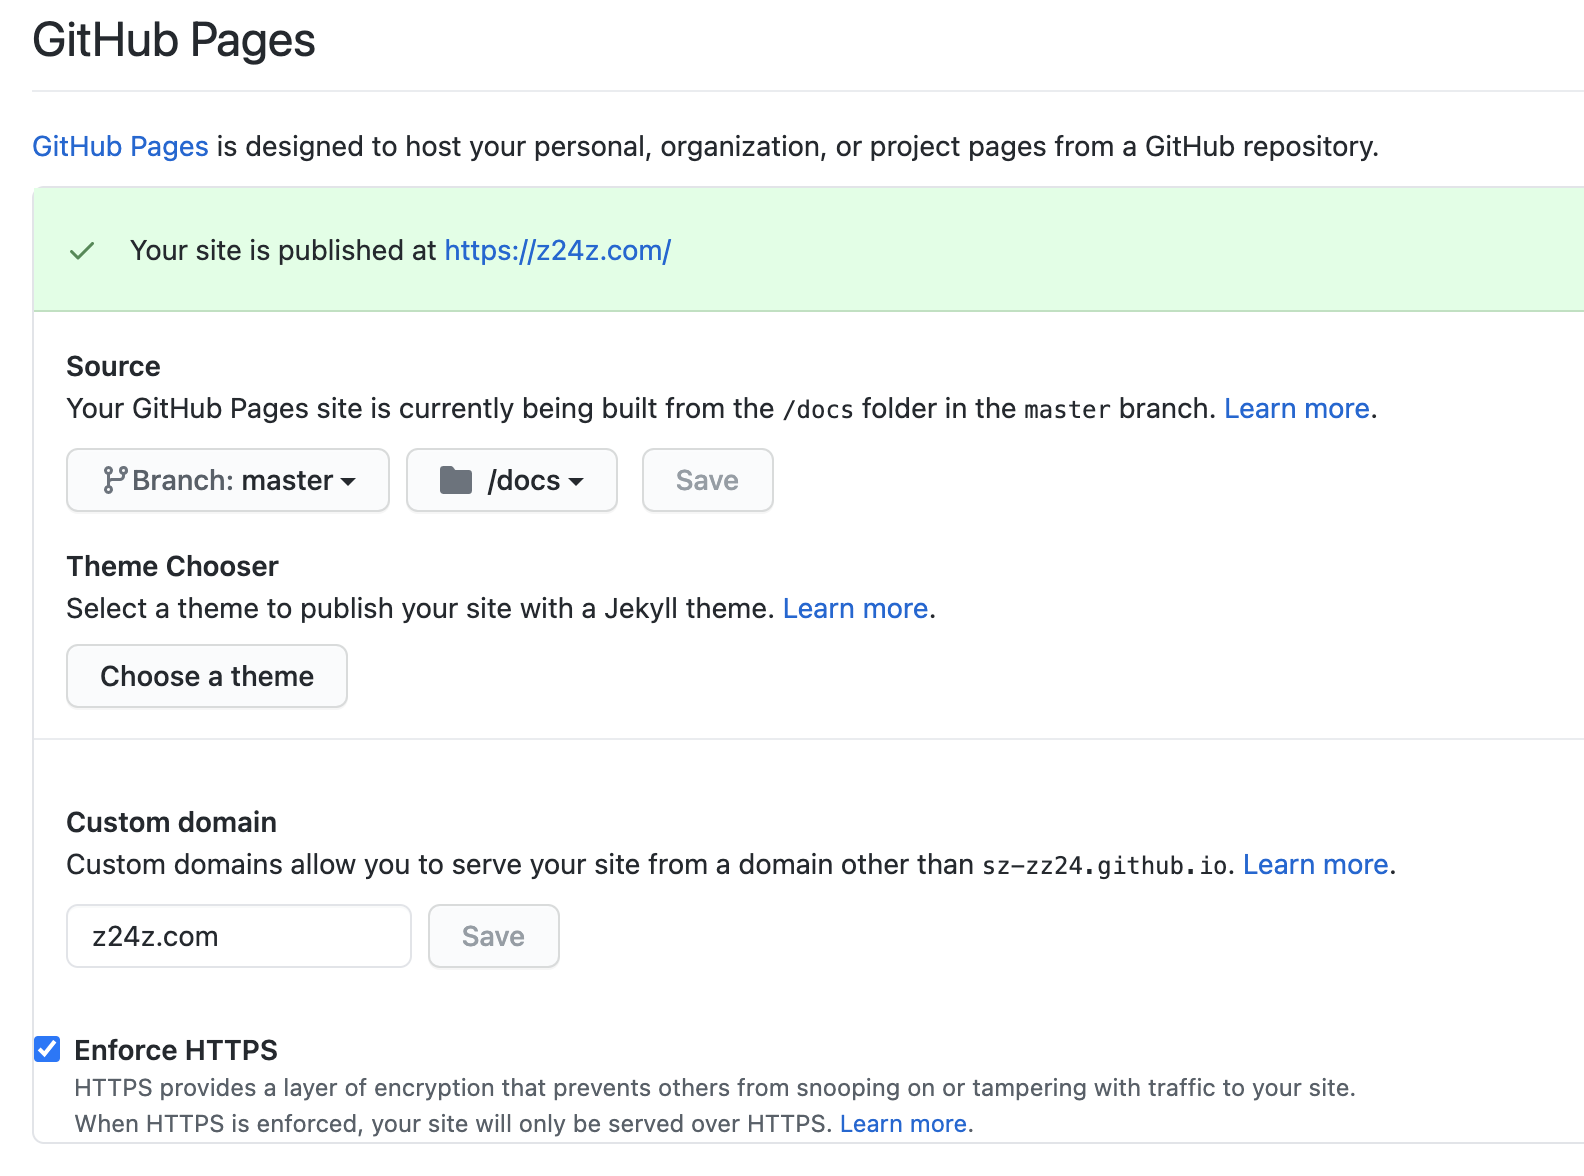 GitHub Pages
GitHub Pages is designed to host your personal, organization, or project pages from a GitHub repository.
Your site is published at https://z24z.com/
Source
Your GitHub Pages site is currently being built from the /docs folder in the master branch. Learn more.
Branch: master /docs Save
Theme Chooser
Select a theme to publish your site with a Jekyll theme. Learn more.
Choose a theme
Custom domain
Custom domains allow you to serve your site from a domain other than sz-zz24.github.io. Learn more.
z24z.com Save
Enforce HTTPS
HTTPS provides a layer of encryption that prevents others from snooping on or tampering with traffic to your site.
When HTTPS is enforced, your site will only be served over HTTPS. Learn more.